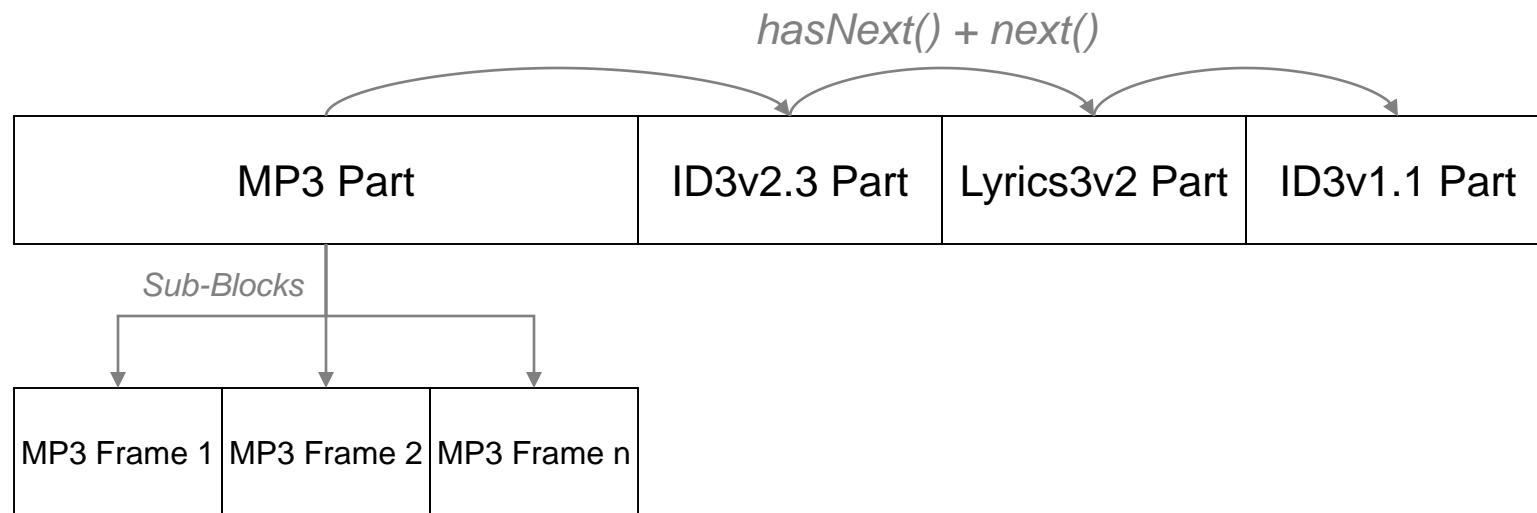 hasNext() + next()
MP3 Part
ID3v2.3 Part
Lyrics3v2 Part
ID3v1.1 Part
Sub-Blocks
MP3 Frame 1
MP3 Frame 2
MP3 Frame n